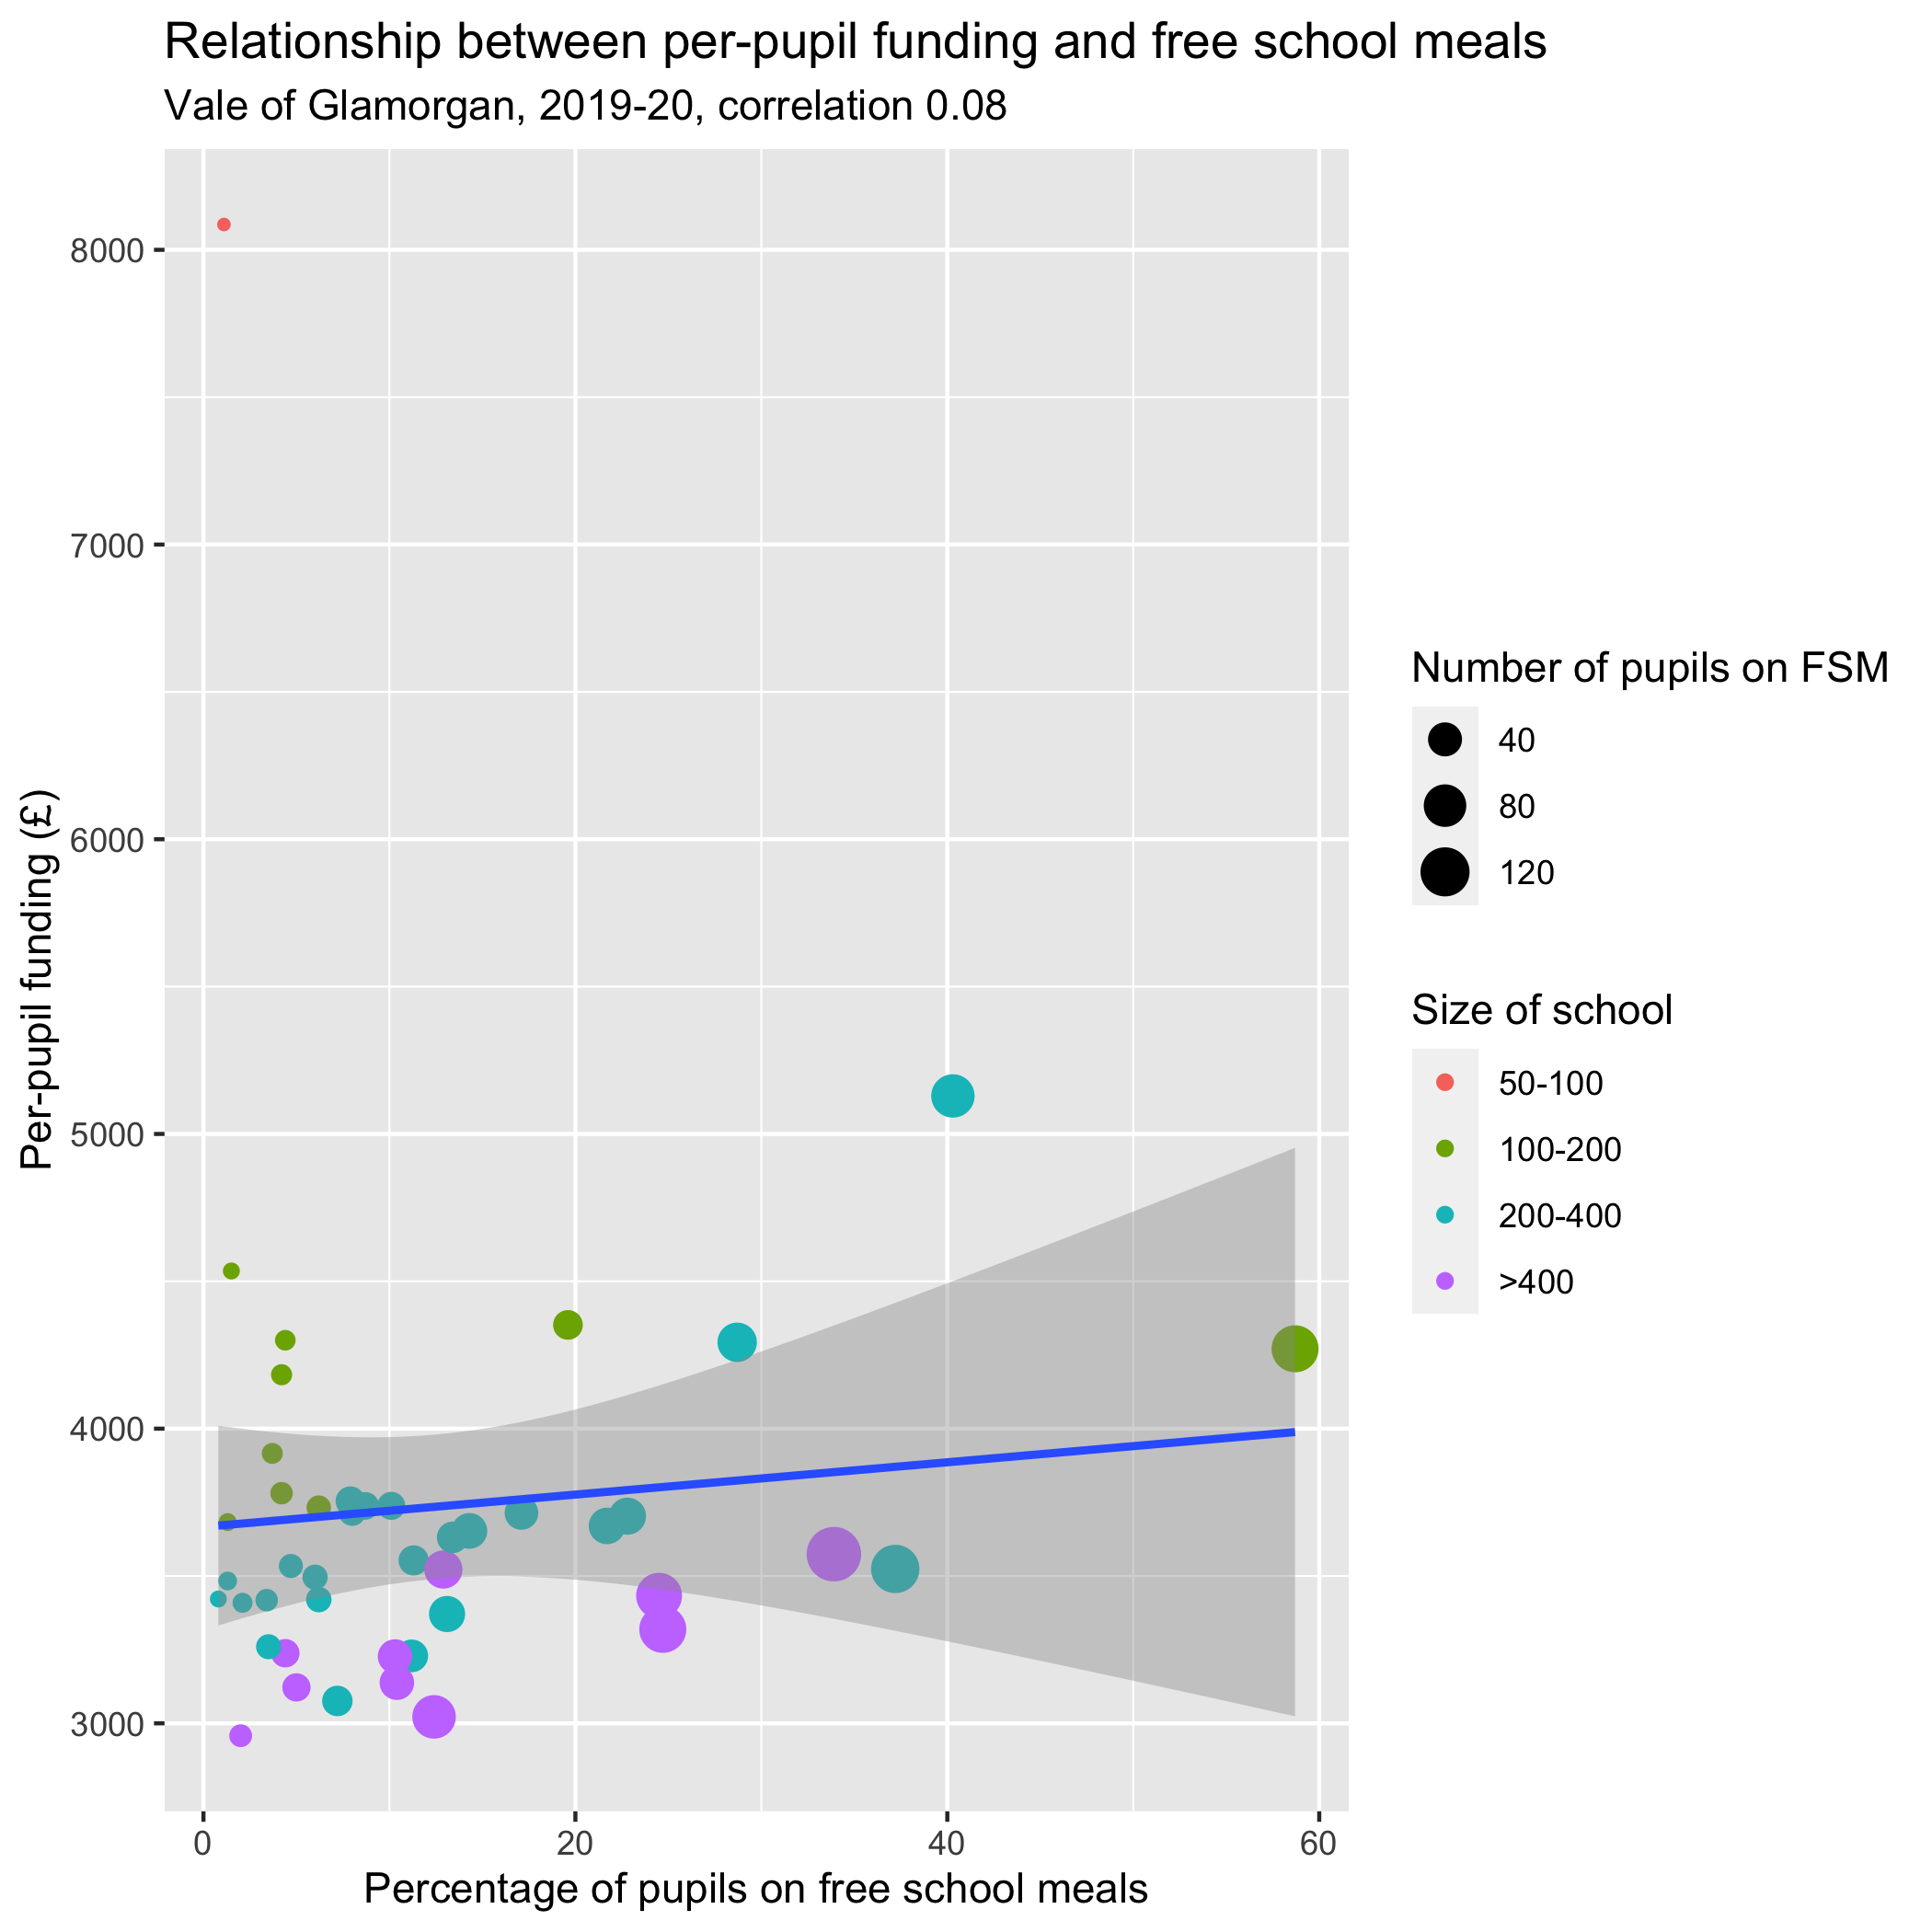 Relationship between per-pupil funding and free school meals
Vale of Glamorgan, 2019-20, correlation 0.08
Per-pupil funding (£)
8000
7000
6000
5000
4000
3000
0
20
40
60
Percentage of pupils on free school meals
Number of pupils on FSM
40
80
120
Size of school
50-100
100-200
200-400
>400